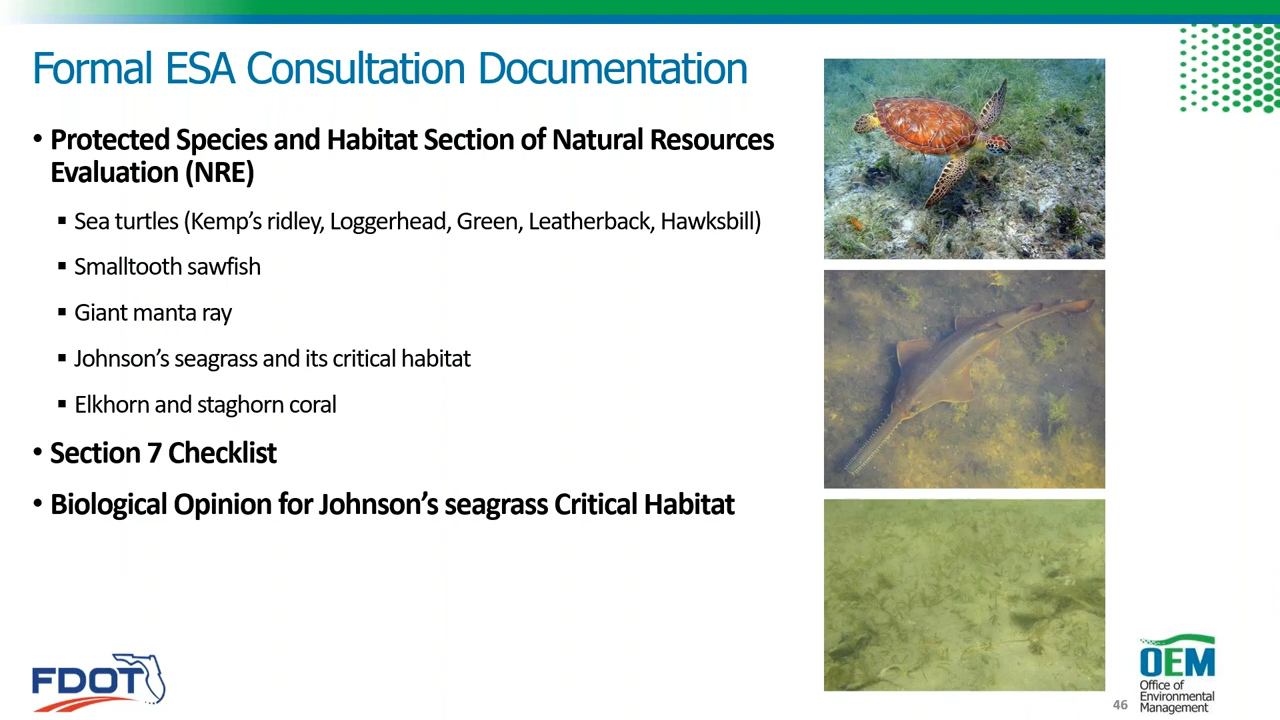 Formal ESA Consultation Documentation
• Protected Species and Habitat Section of Natural Resources
Evaluation (NRE)
▪ Sea turtles (Kemp’s ridley, Loggerhead, Green, Leatherback, Hawksbill)
▪ Smalltooth sawfish
▪ Giant manta ray
▪ Johnson’s seagrass and its critical habitat
▪ Elkhorn and staghorn coral
• Section 7 Checklist
• Biological Opinion for Johnson’s seagrass Critical Habitat
FDOT
46
OEM
Office of
Environmental
Management